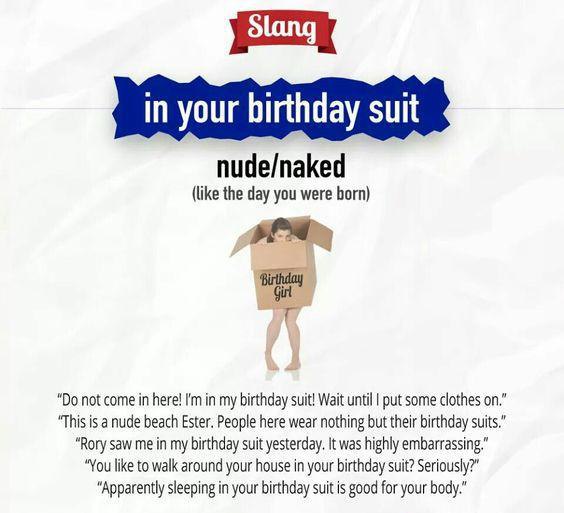 Slang
in your birthday suit
nude/naked
(like the day you were born)
Birthday
Girl
“Do not come in here! I’m in my birthday suit! Wait until I put some clothes on.”
“This is a nude beach Ester. People here wear nothing but their birthday suits.”
“Rory saw me in my birthday suit yesterday. It was highly embarrassing.”
“You like to walk around your house in your birthday suit? Seriously?”
“Apparently sleeping in your birthday suit is good for your body.”